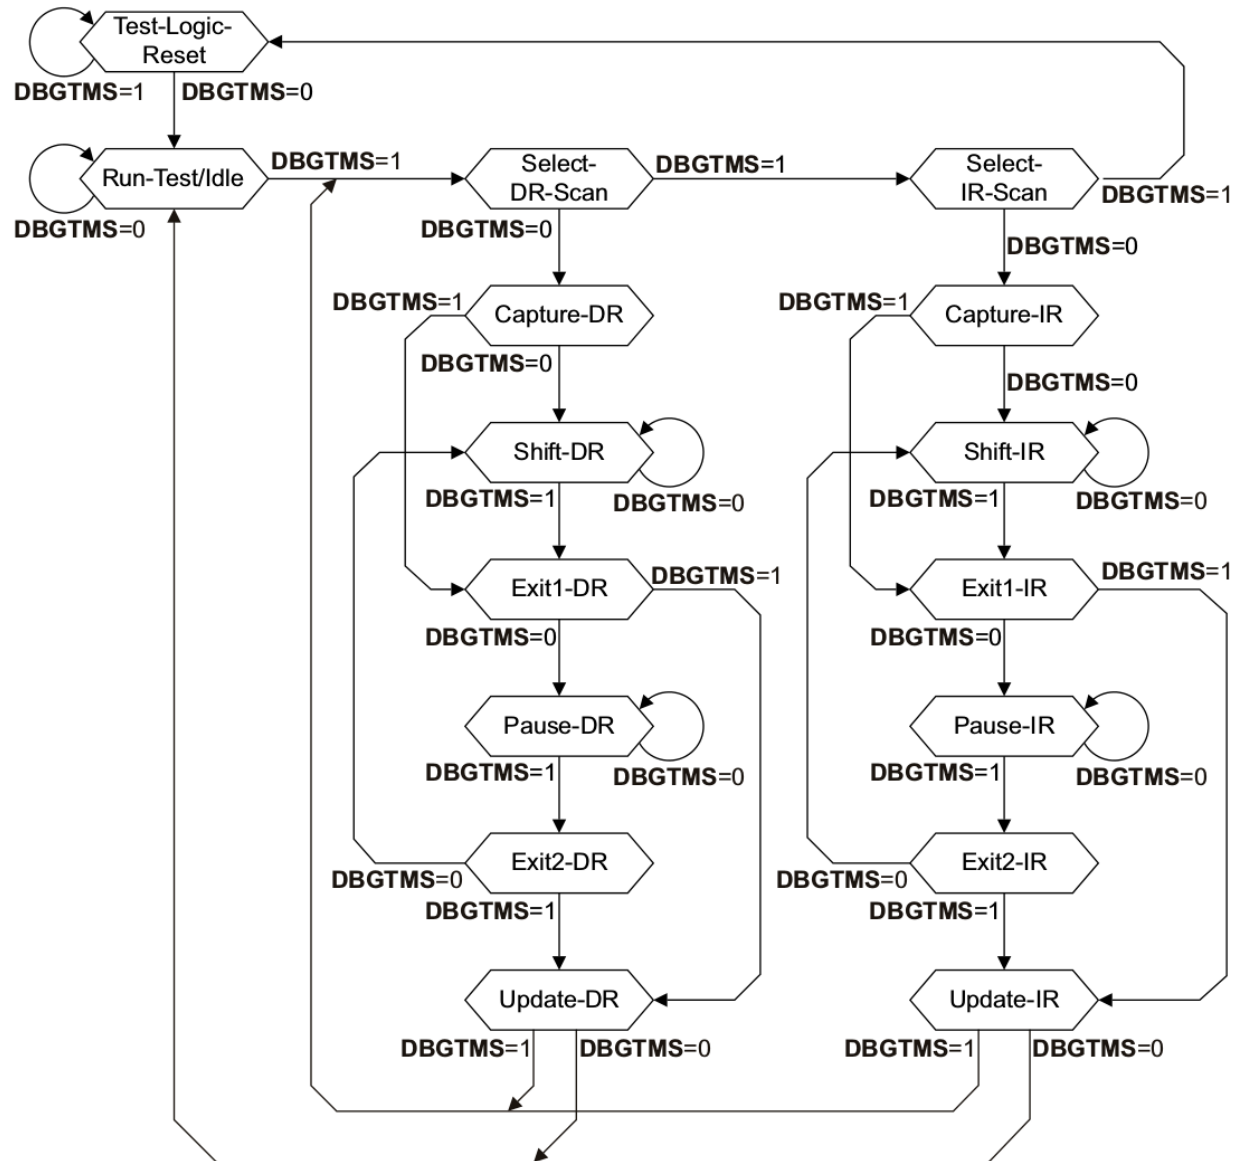 Test-Logic-
Reset
DBGTMS=1
DBGTMS=0
Run-Test/Idle
DBGTMS=0
DBGTMS=1
Select-
DR-Scan
DBGTMS=1
Select-
IR-Scan
DBGTMS=1
DBGTMS=0
DBGTMS=0
DBGTMS=1
Capture-DR
DBGTMS=0
DBGTMS=1
Capture-IR
DBGTMS=0
Shift-DR
DBGTMS=1
DBGTMS=0
Shift-IR
DBGTMS=1
DBGTMS=0
Exit1-DR
DBGTMS=1
DBGTMS=0
Exit1-IR
DBGTMS=1
DBGTMS=0
Pause-DR
DBGTMS=1
DBGTMS=0
Pause-IR
DBGTMS=1
DBGTMS=0
Exit2-DR
DBGTMS=0
DBGTMS=1
Exit2-IR
DBGTMS=0
DBGTMS=1
Update-DR
DBGTMS=1
DBGTMS=0
Update-IR
DBGTMS=1
DBGTMS=0